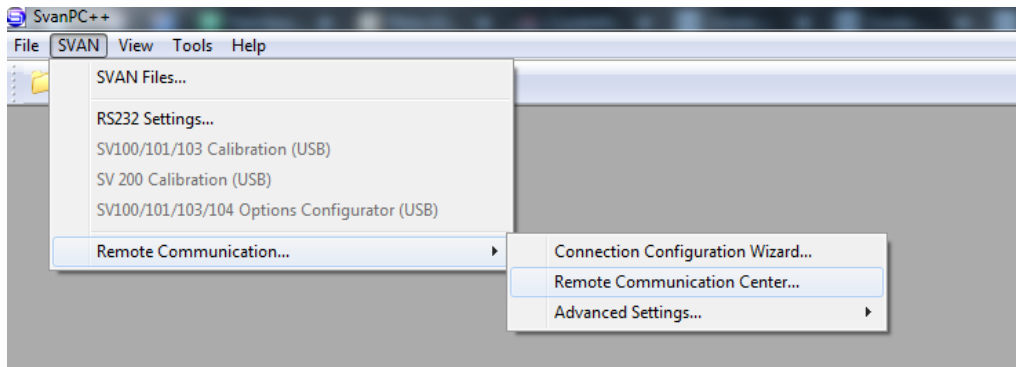 SvanPC++
File SVAN View Tools Help
SVAN Files...
RS232 Settings...
SV100/101/103 Calibration (USB)
SV 200 Calibration (USB)
SV100/101/103/104 Options Configurator (USB)
Remote Communication...
Connection Configuration Wizard...
Remote Communication Center...
Advanced Settings...